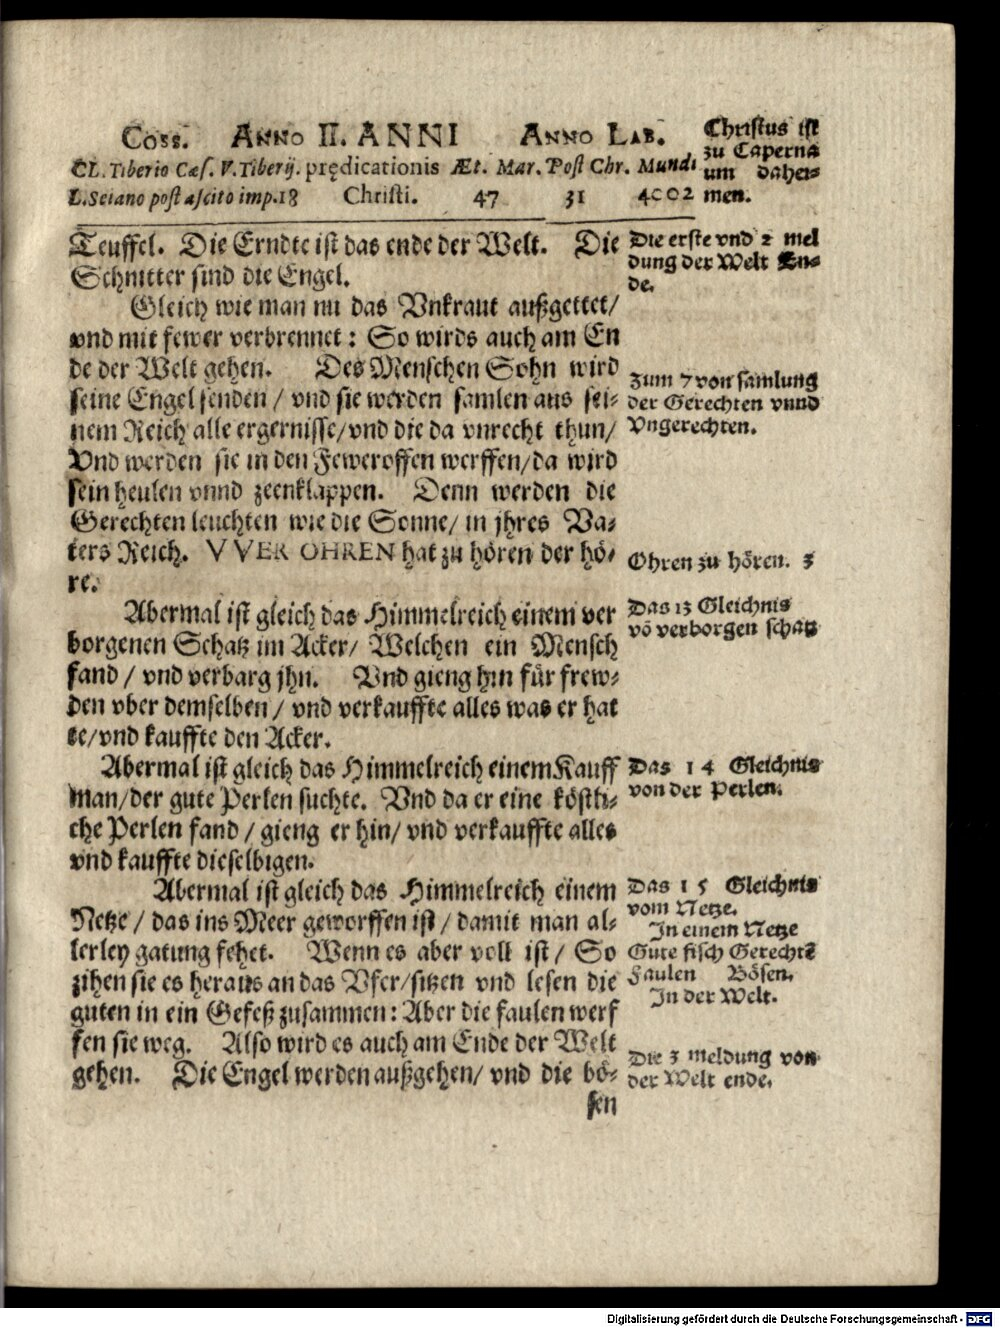 Coss. ANNO II. ANNI ANNO LAB.
CL. Tiberio Cæs. V. Tiberij. prędicationis Æt. Mar. Post Chr. Mundi
L. Seiano post ascito imp. 18 Christi. 47 31 4002
Christus ist
zu Caperna
um dahei⸗
men.
Teuffel. Die Erndte ist das ende der Welt. Die
Schnitter sind die Engel.
Gleich wie man nu das Vnkraut außgettet/
vnd mit fewer verbrennet: So wirds auch am En
de der Welt gehen. Des Menschen Sohn wird
seine Engel senden / vnd sie werden samlen aus sei⸗
nem Reich alle ergernisse/vnd die da vnrecht thun/
Vnd werden sie in den Feweroffen werffen/da wird
sein heulen vnnd zeenklappen. Denn werden die
Gerechten leuchten wie die Sonne/ in jhres Va⸗
ters Reich. VVER OHREN hat zu hören der hö⸗
re.
Abermal ist gleich das Himmelreich einem ver
borgenen Schatz im Acker/ Welchen ein Mensch
fand / vnd verbarg jhn. Vnd gieng hin für frew⸗
den vber demselben / vnd verkauffte alles was er hat
te/vnd kauffte den Acker.
Abermal ist gleich das Himmelreich einem Kauff
man/der gute Perlen suchte. Vnd da er eine köstli⸗
che Perlen fand / gieng er hin/ vnd verkauffte alles
vnd kauffte dieselbigen.
Abermal ist gleich das Himmelreich einem
Netze / das ins Meer geworffen ist / damit man al⸗
lerley gatung fehet. Wenn es aber voll ist / So
zihen sie es heraus an das Vfer/sitzen vnd lesen die
guten in ein Gefeß zusammen: Aber die faulen werf
fen sie weg. Also wird es auch am Ende der Welt
gehen. Die Engel werden außgehen/ vnd die bö⸗
sen
Die erste vnd 2 mel
dung der Welt En⸗
de.
Zum 7 von samlung
der Gerechten vnnd
Vngerechten.
Ohren zu hören. 3
Das 13 Gleichnis
vō verborgen schatz
Das 14 Gleichnis
von der Perlen.
Das 15 Gleichnis
vom Netze.
In einem Netze
Gute fisch Gerechtē
Faulen Bösen.
In der Welt.
Die 3 meldung von
der Welt ende.
Digitalisierung gefördert durch die Deutsche Forschungsgemeinschaft - DFG